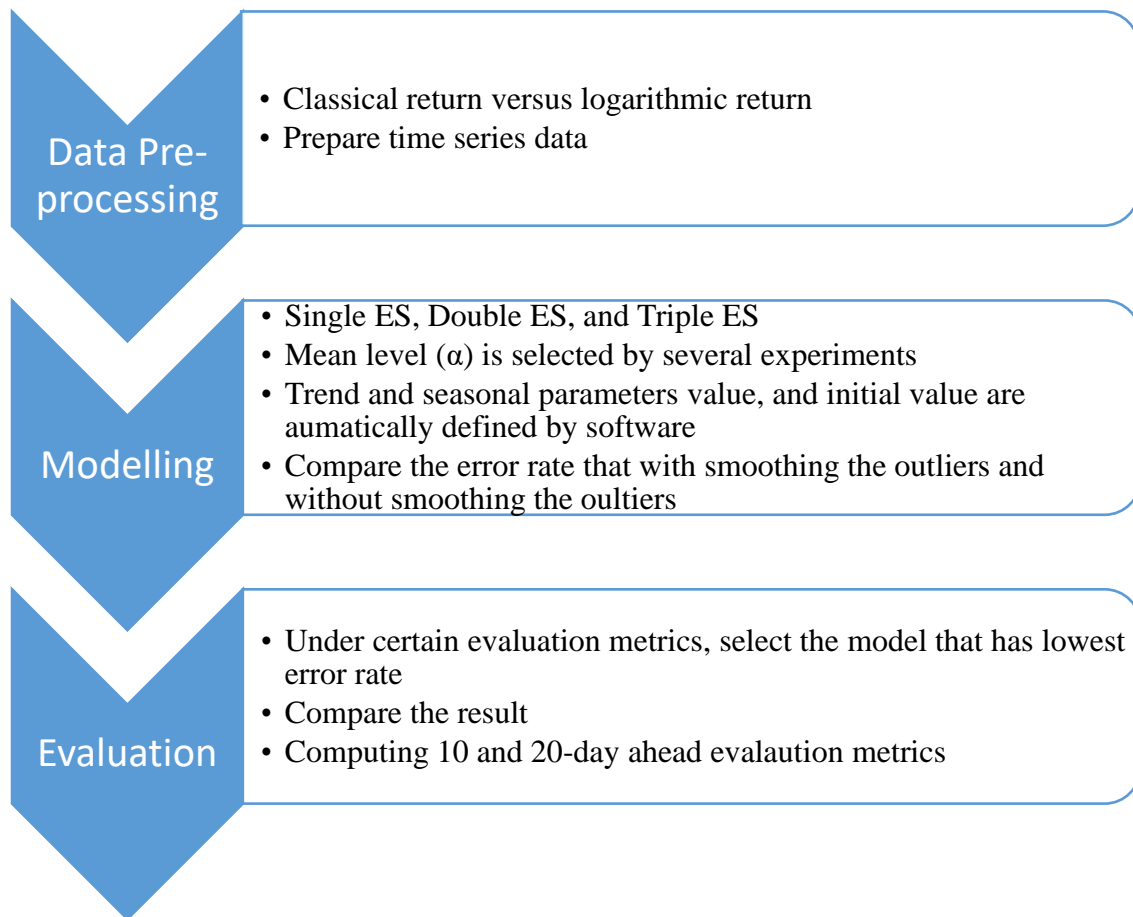 Data Pre-
processing
• Classical return versus logarithmic return
• Prepare time series data
Modelling
• Single ES, Double ES, and Triple ES
• Mean level (α) is selected by several experiments
• Trend and seasonal parameters value, and initial value are
aumatically defined by software
• Compare the error rate that with smoothing the outliers and
without smoothing the oultiers
Evaluation
• Under certain evaluation metrics, select the model that has lowest
error rate
• Compare the result
• Computing 10 and 20-day ahead evalaution metrics